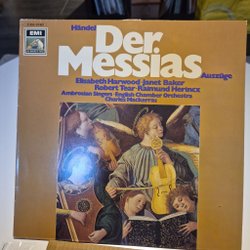 Händel
EMI
Der
Messias
Auszüge
Elisabeth Harwood · Janet Baker
Robert Tear · Raimund Herincx
Ambrosian Singers · English Chamber Orchestra
Charles Mackerras